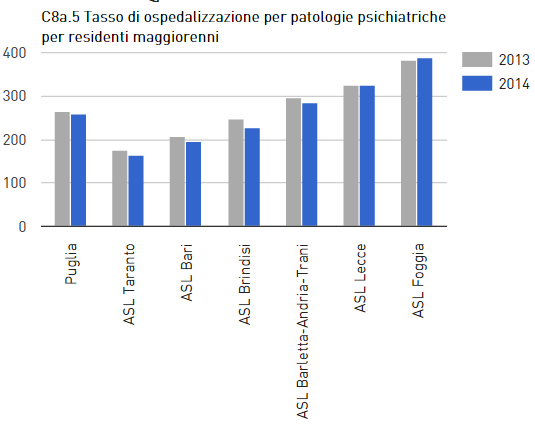 C8a.5 Tasso di ospedalizzazione per patologie psichiatriche
per residenti maggiorenni
400
300
200
100
0
2013
2014
Puglia
ASL Taranto
ASL Bari
ASL Brindisi
ASL Barletta-Andria-Trani
ASL Lecce
ASL Foggia